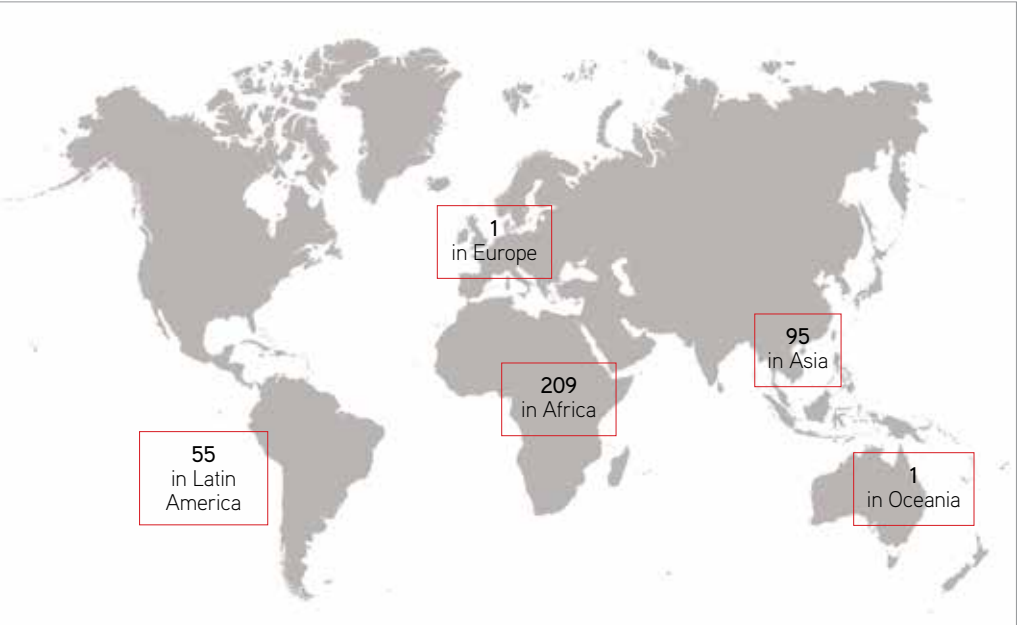 1
in Europe
95
in Asia
209
in Africa
55
in Latin
America
1
in Oceania